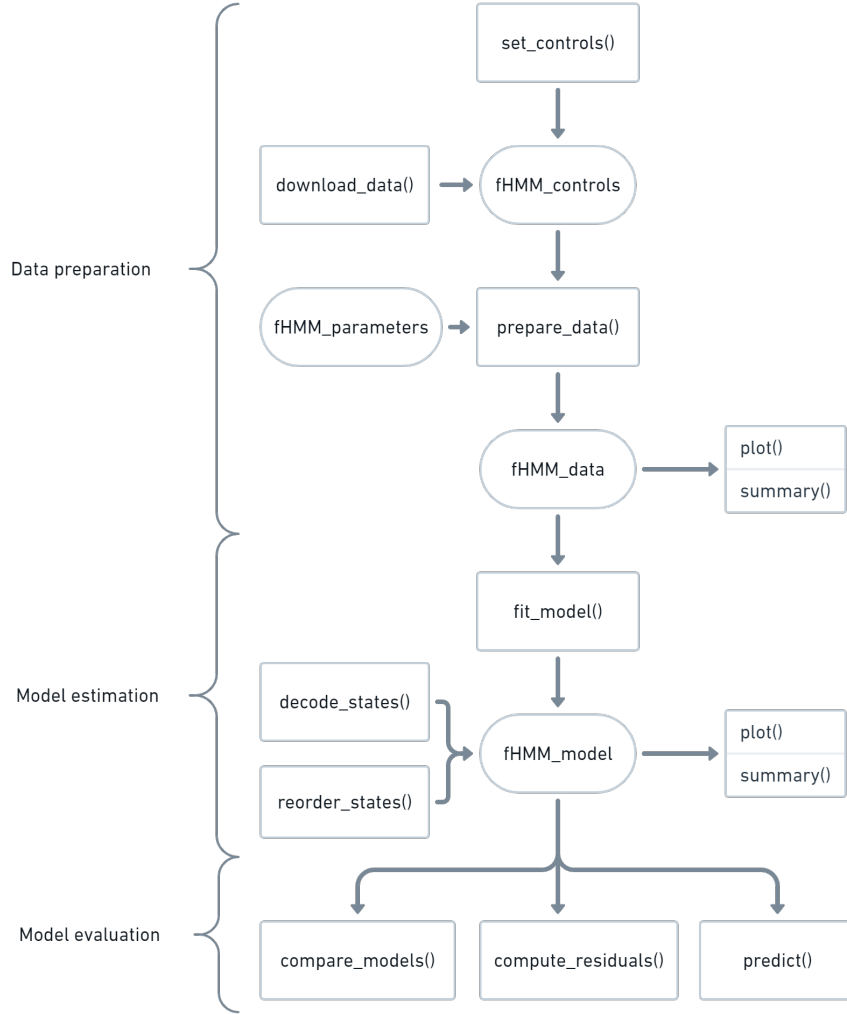 set_controls()
download_data()
fHMM_controls
Data preparation
fHMM_parameters
prepare_data()
fHMM_data
plot()
summary()
fit_model()
Model estimation
decode_states()
reorder_states()
fHMM_model
plot()
summary()
Model evaluation
compare_models()
compute_residuals()
predict()